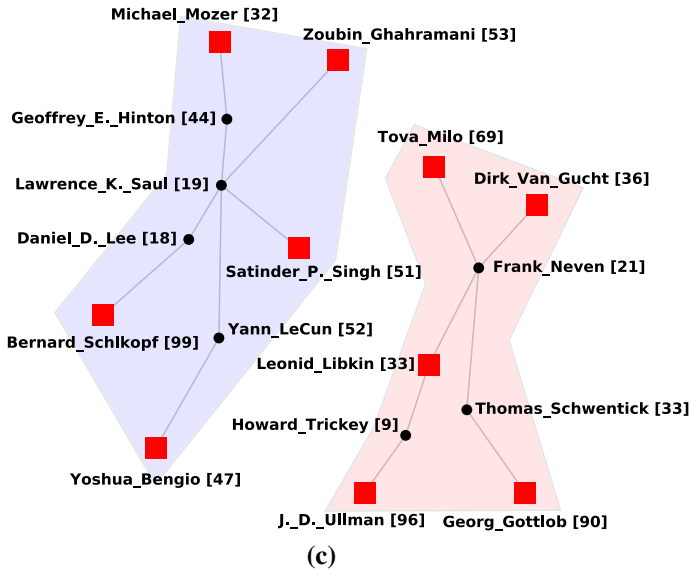 Michael_Mozer [32]
Zoubin_Ghahramani [53]
Geoffrey_E._Hinton [44]
Tova_Milo [69]
Lawrence_K._Saul [19]
Dirk_Van_Gucht [36]
Daniel_D._Lee [18]
Satinder_P._Singh [51]
Frank_Neven [21]
Bernard_Schlkopf [99]
Yann_LeCun [52]
Leonid_Libkin [33]
Howard_Trickey [9]
Thomas_Schwentick [33]
Yoshua_Bengio [47]
J._D._Ullman [96]
Georg_Gottlob [90]
(c)